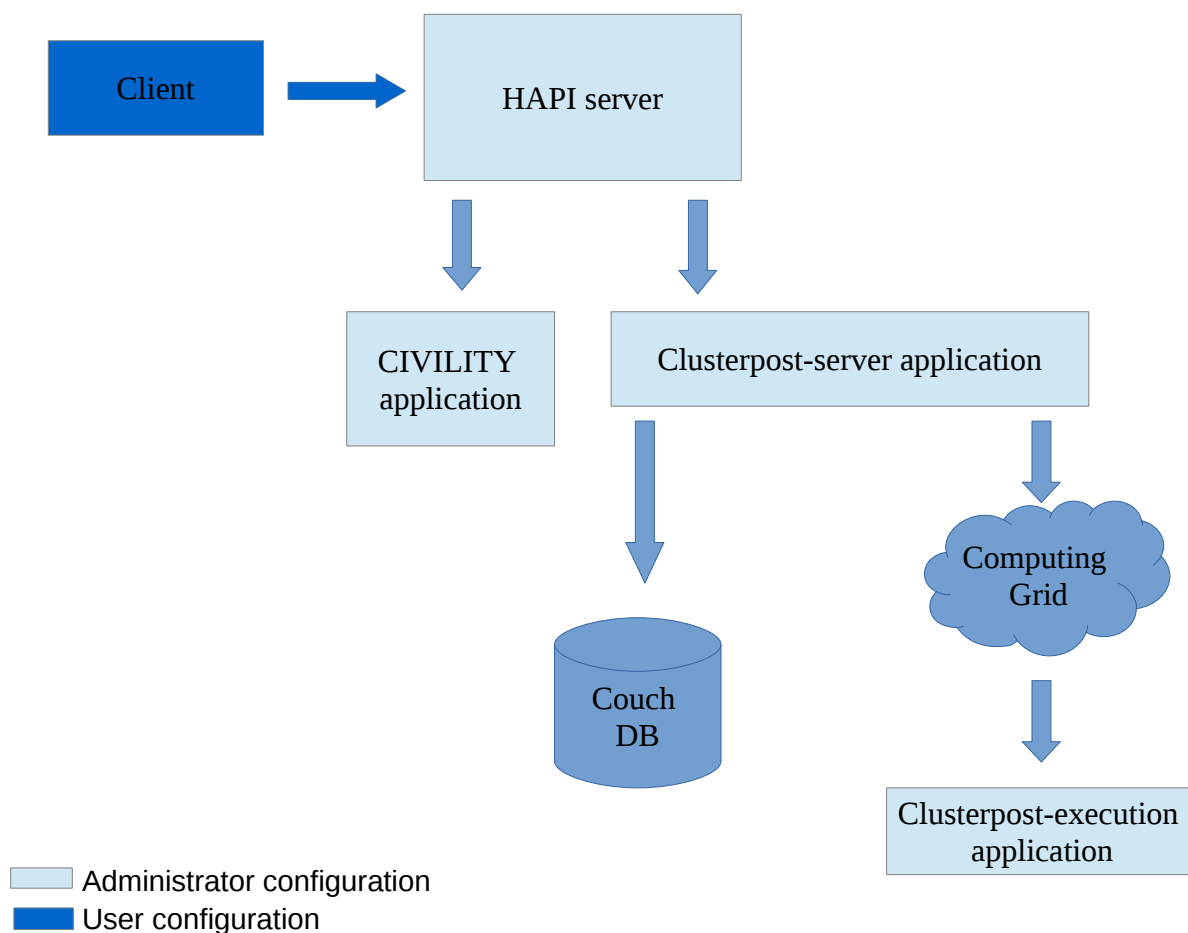 Client
HAPI server
CIVILITY
application
Clusterpost-server application
Computing
Grid
Couch
DB
Clusterpost-execution
application
Administrator configuration
User configuration